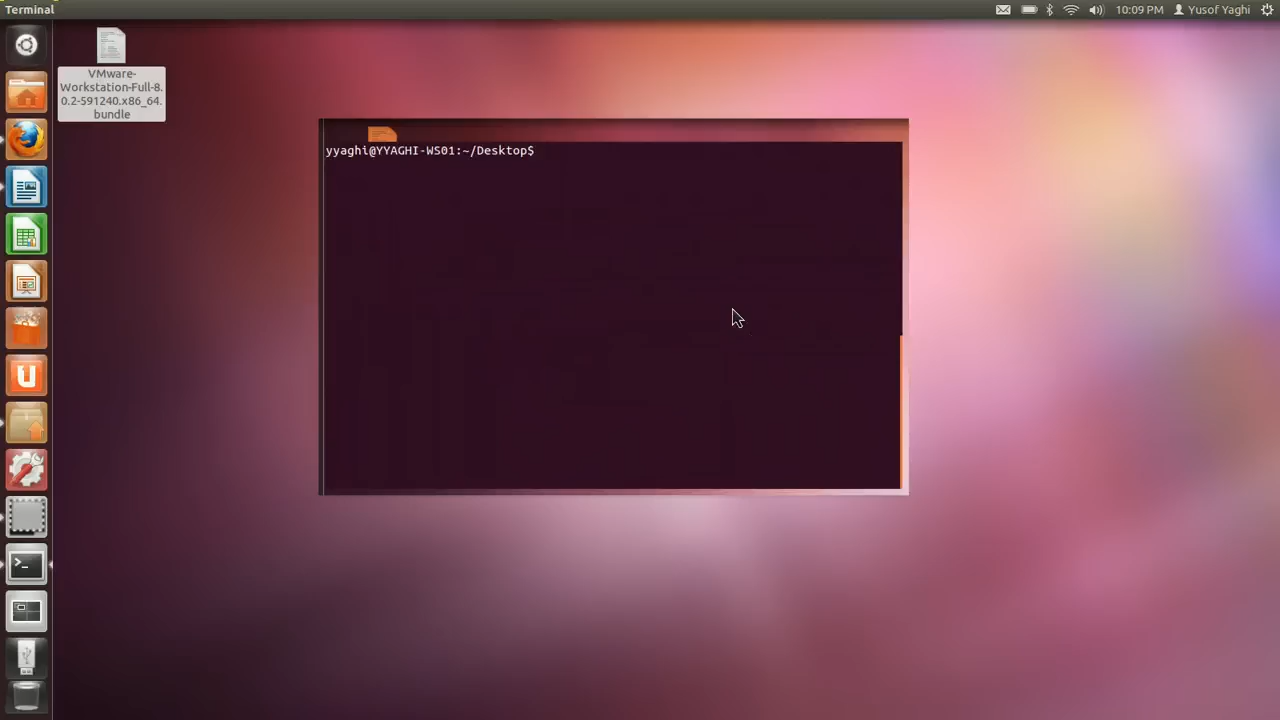 Terminal
10:09 PM
Yusof Yaghi
VMware-
Workstation-Full-8.
0.2-591240.x86_64.
bundle
yyaghi@YYAGHI-WS01:~/Desktop$